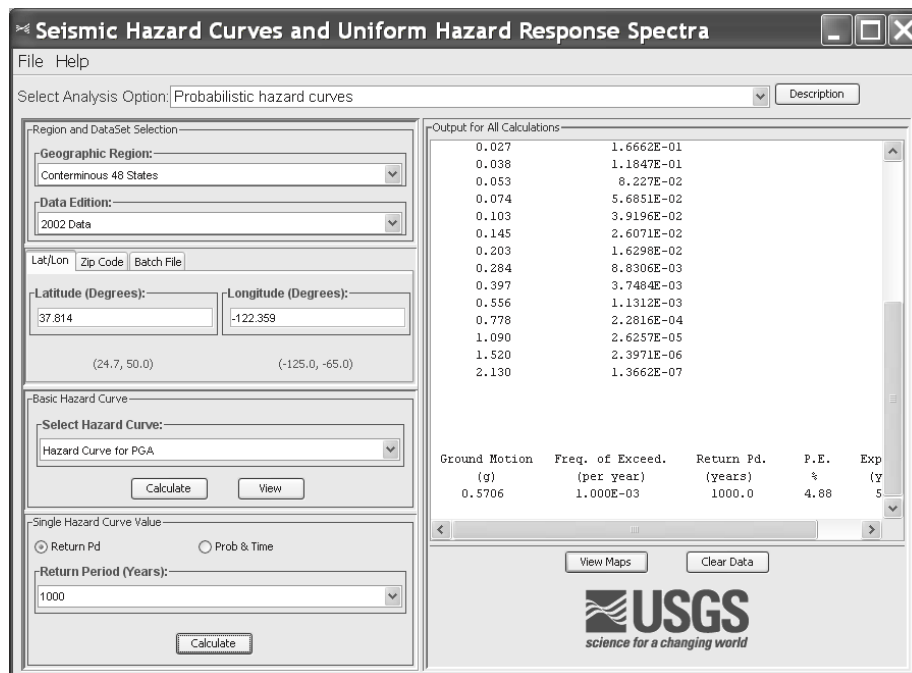 Seismic Hazard Curves and Uniform Hazard Response Spectra
File Help
Select Analysis Option: Probabilistic hazard curves
Description
Region and DataSet Selection
Geographic Region:
Conterminous 48 States
Data Edition:
2002 Data
Lat/Lon Zip Code Batch File
Latitude (Degrees): Longitude (Degrees):
37.814 -122.359
(24.7, 50.0) (-125.0, -65.0)
Basic Hazard Curve
Select Hazard Curve:
Hazard Curve for PGA
Calculate View
Single Hazard Curve Value
Return Pd Prob & Time
Return Period (Years):
1000
Calculate
Output for All Calculations
0.027 1.6662E-01
0.038 1.1847E-01
0.053 8.227E-02
0.074 5.6851E-02
0.103 3.9196E-02
0.145 2.6071E-02
0.203 1.6298E-02
0.284 8.8306E-03
0.397 3.7484E-03
0.556 1.1312E-03
0.778 2.2816E-04
1.090 2.6257E-05
1.520 2.3971E-06
2.130 1.3662E-07
Ground Motion Freq. of Exceed. Return Pd. P.E. Exp
(g) (per year) (years) % (y
0.5706 1.000E-03 1000.0 4.88 5
View Maps Clear Data
USGS
science for a changing world